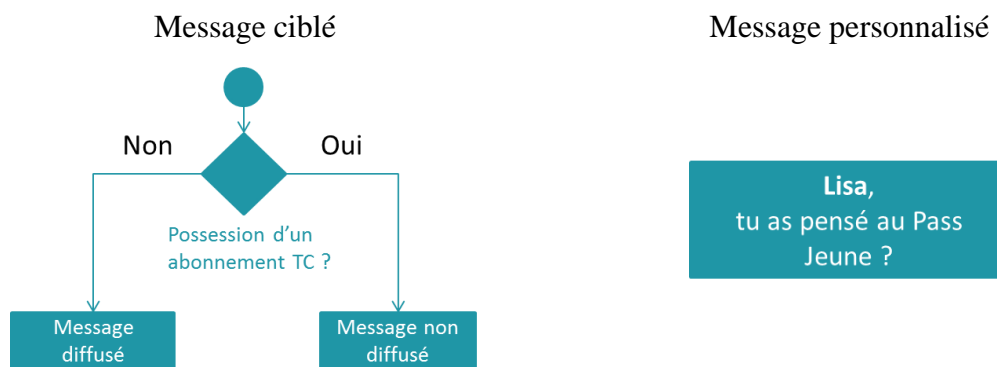 Message ciblé
Message personnalisé
Non
Oui
Possession d’un
abonnement TC ?
Message
diffusé
Message non
diffusé
Lisa,
tu as pensé au Pass
Jeune ?